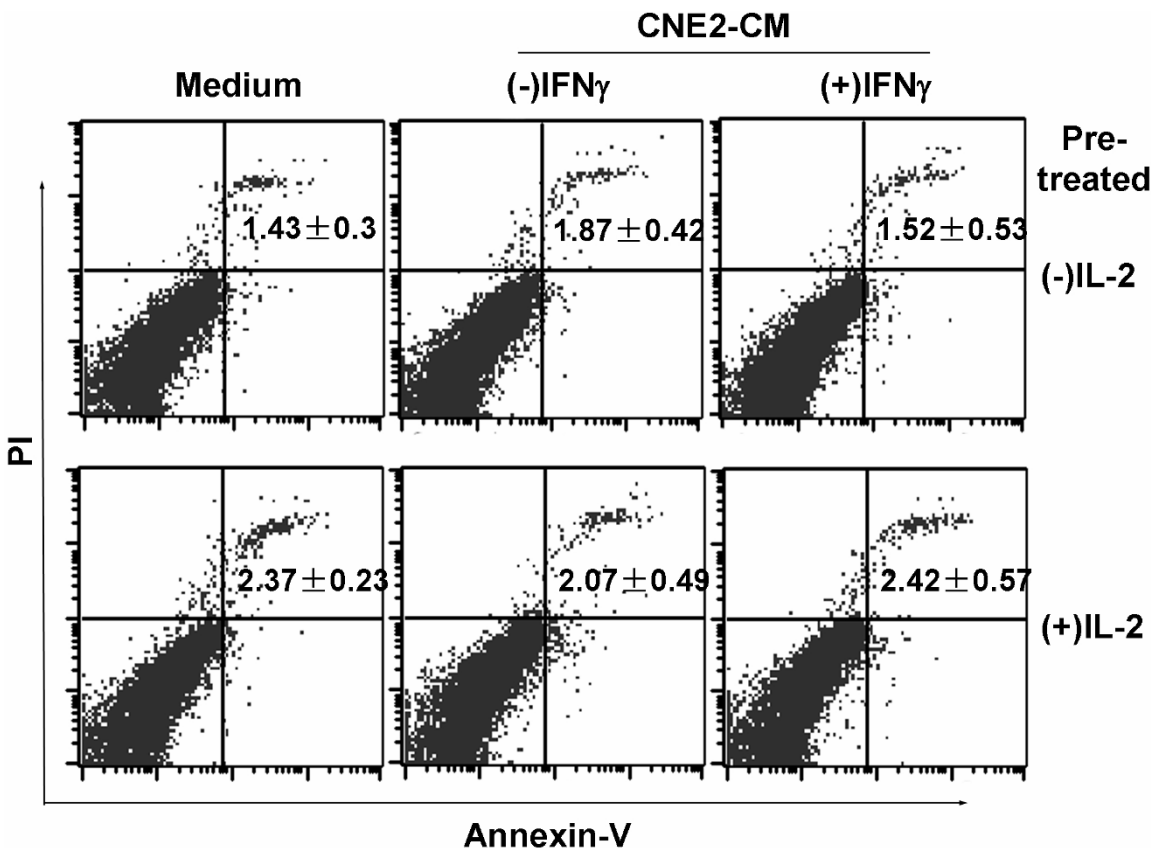 CNE2-CM
Medium
(-)IFNγ
(+)IFNγ
Pre-
treated
1.43±0.3
1.87±0.42
1.52±0.53
(-)IL-2
PI
2.37±0.23
2.07±0.49
2.42±0.57
(+)IL-2
Annexin-V